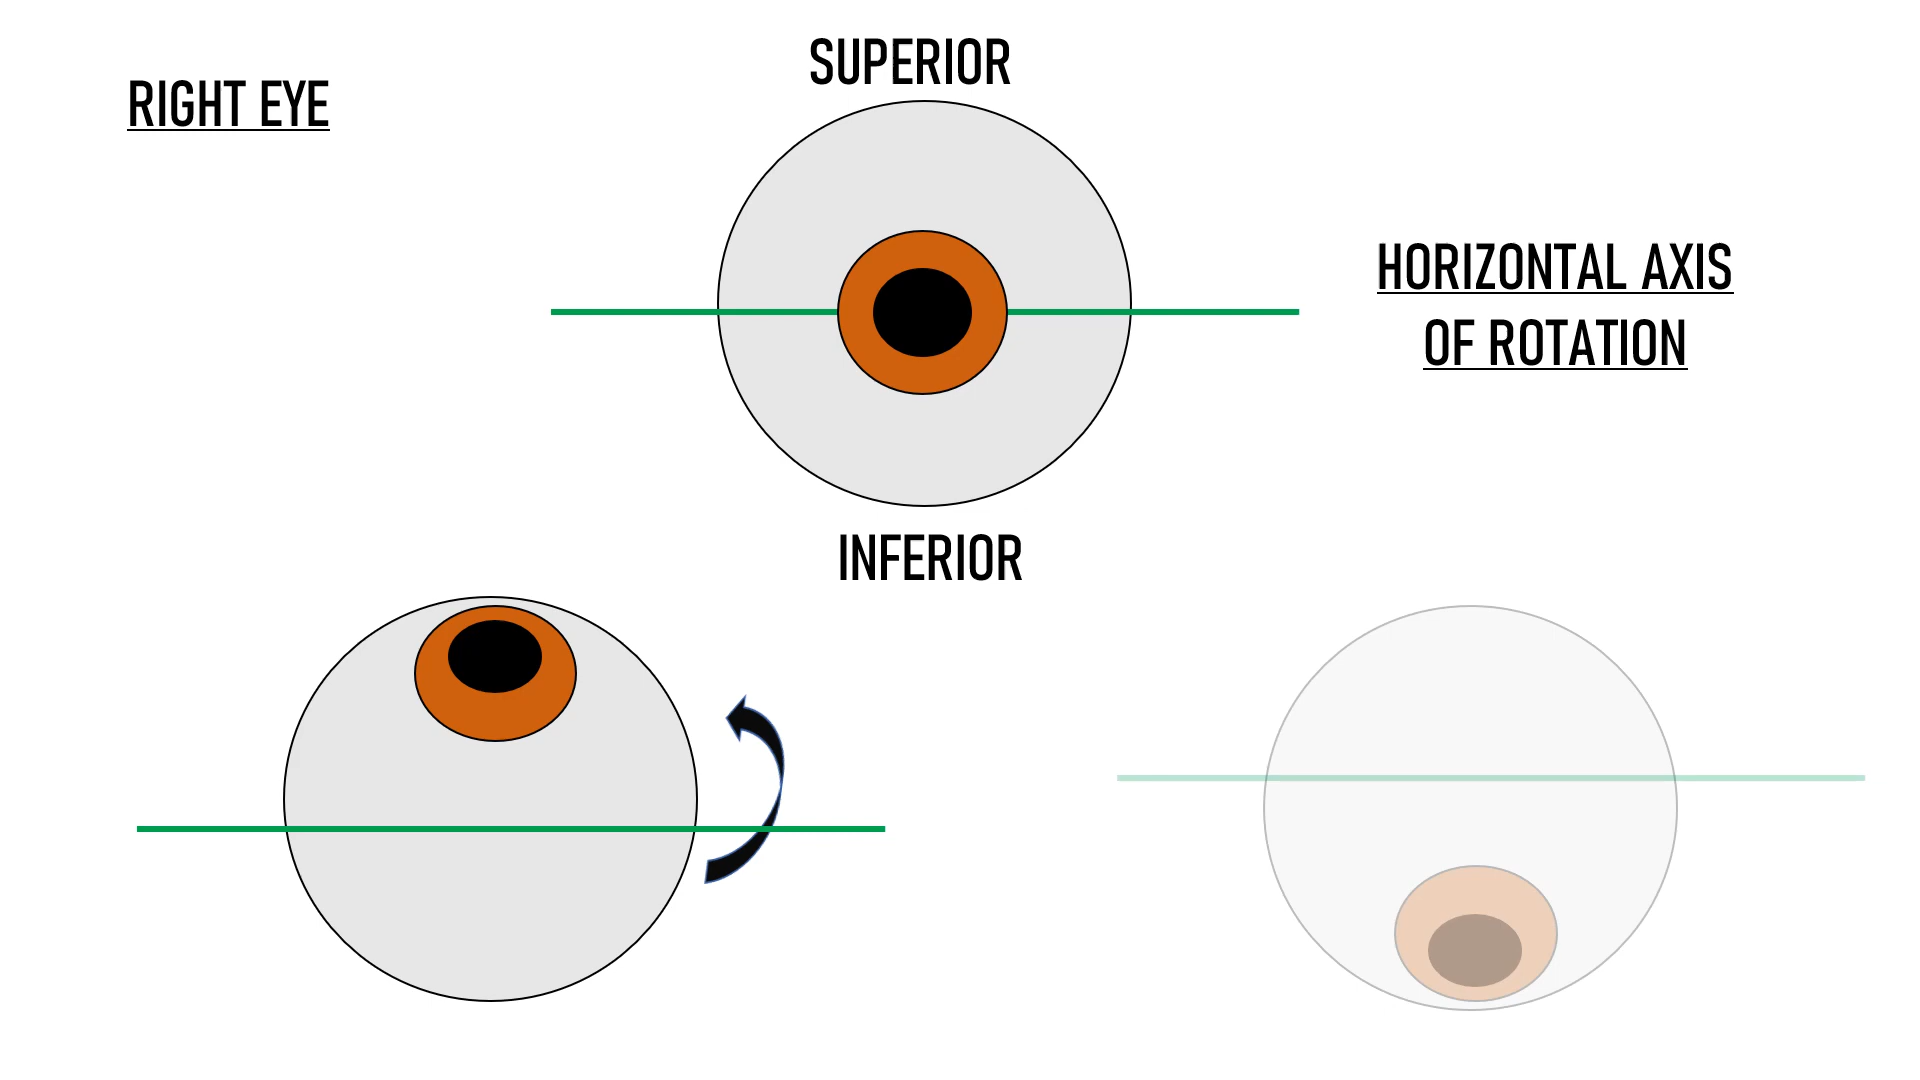 RIGHT EYE
SUPERIOR
HORIZONTAL AXIS
OF ROTATION
INFERIOR